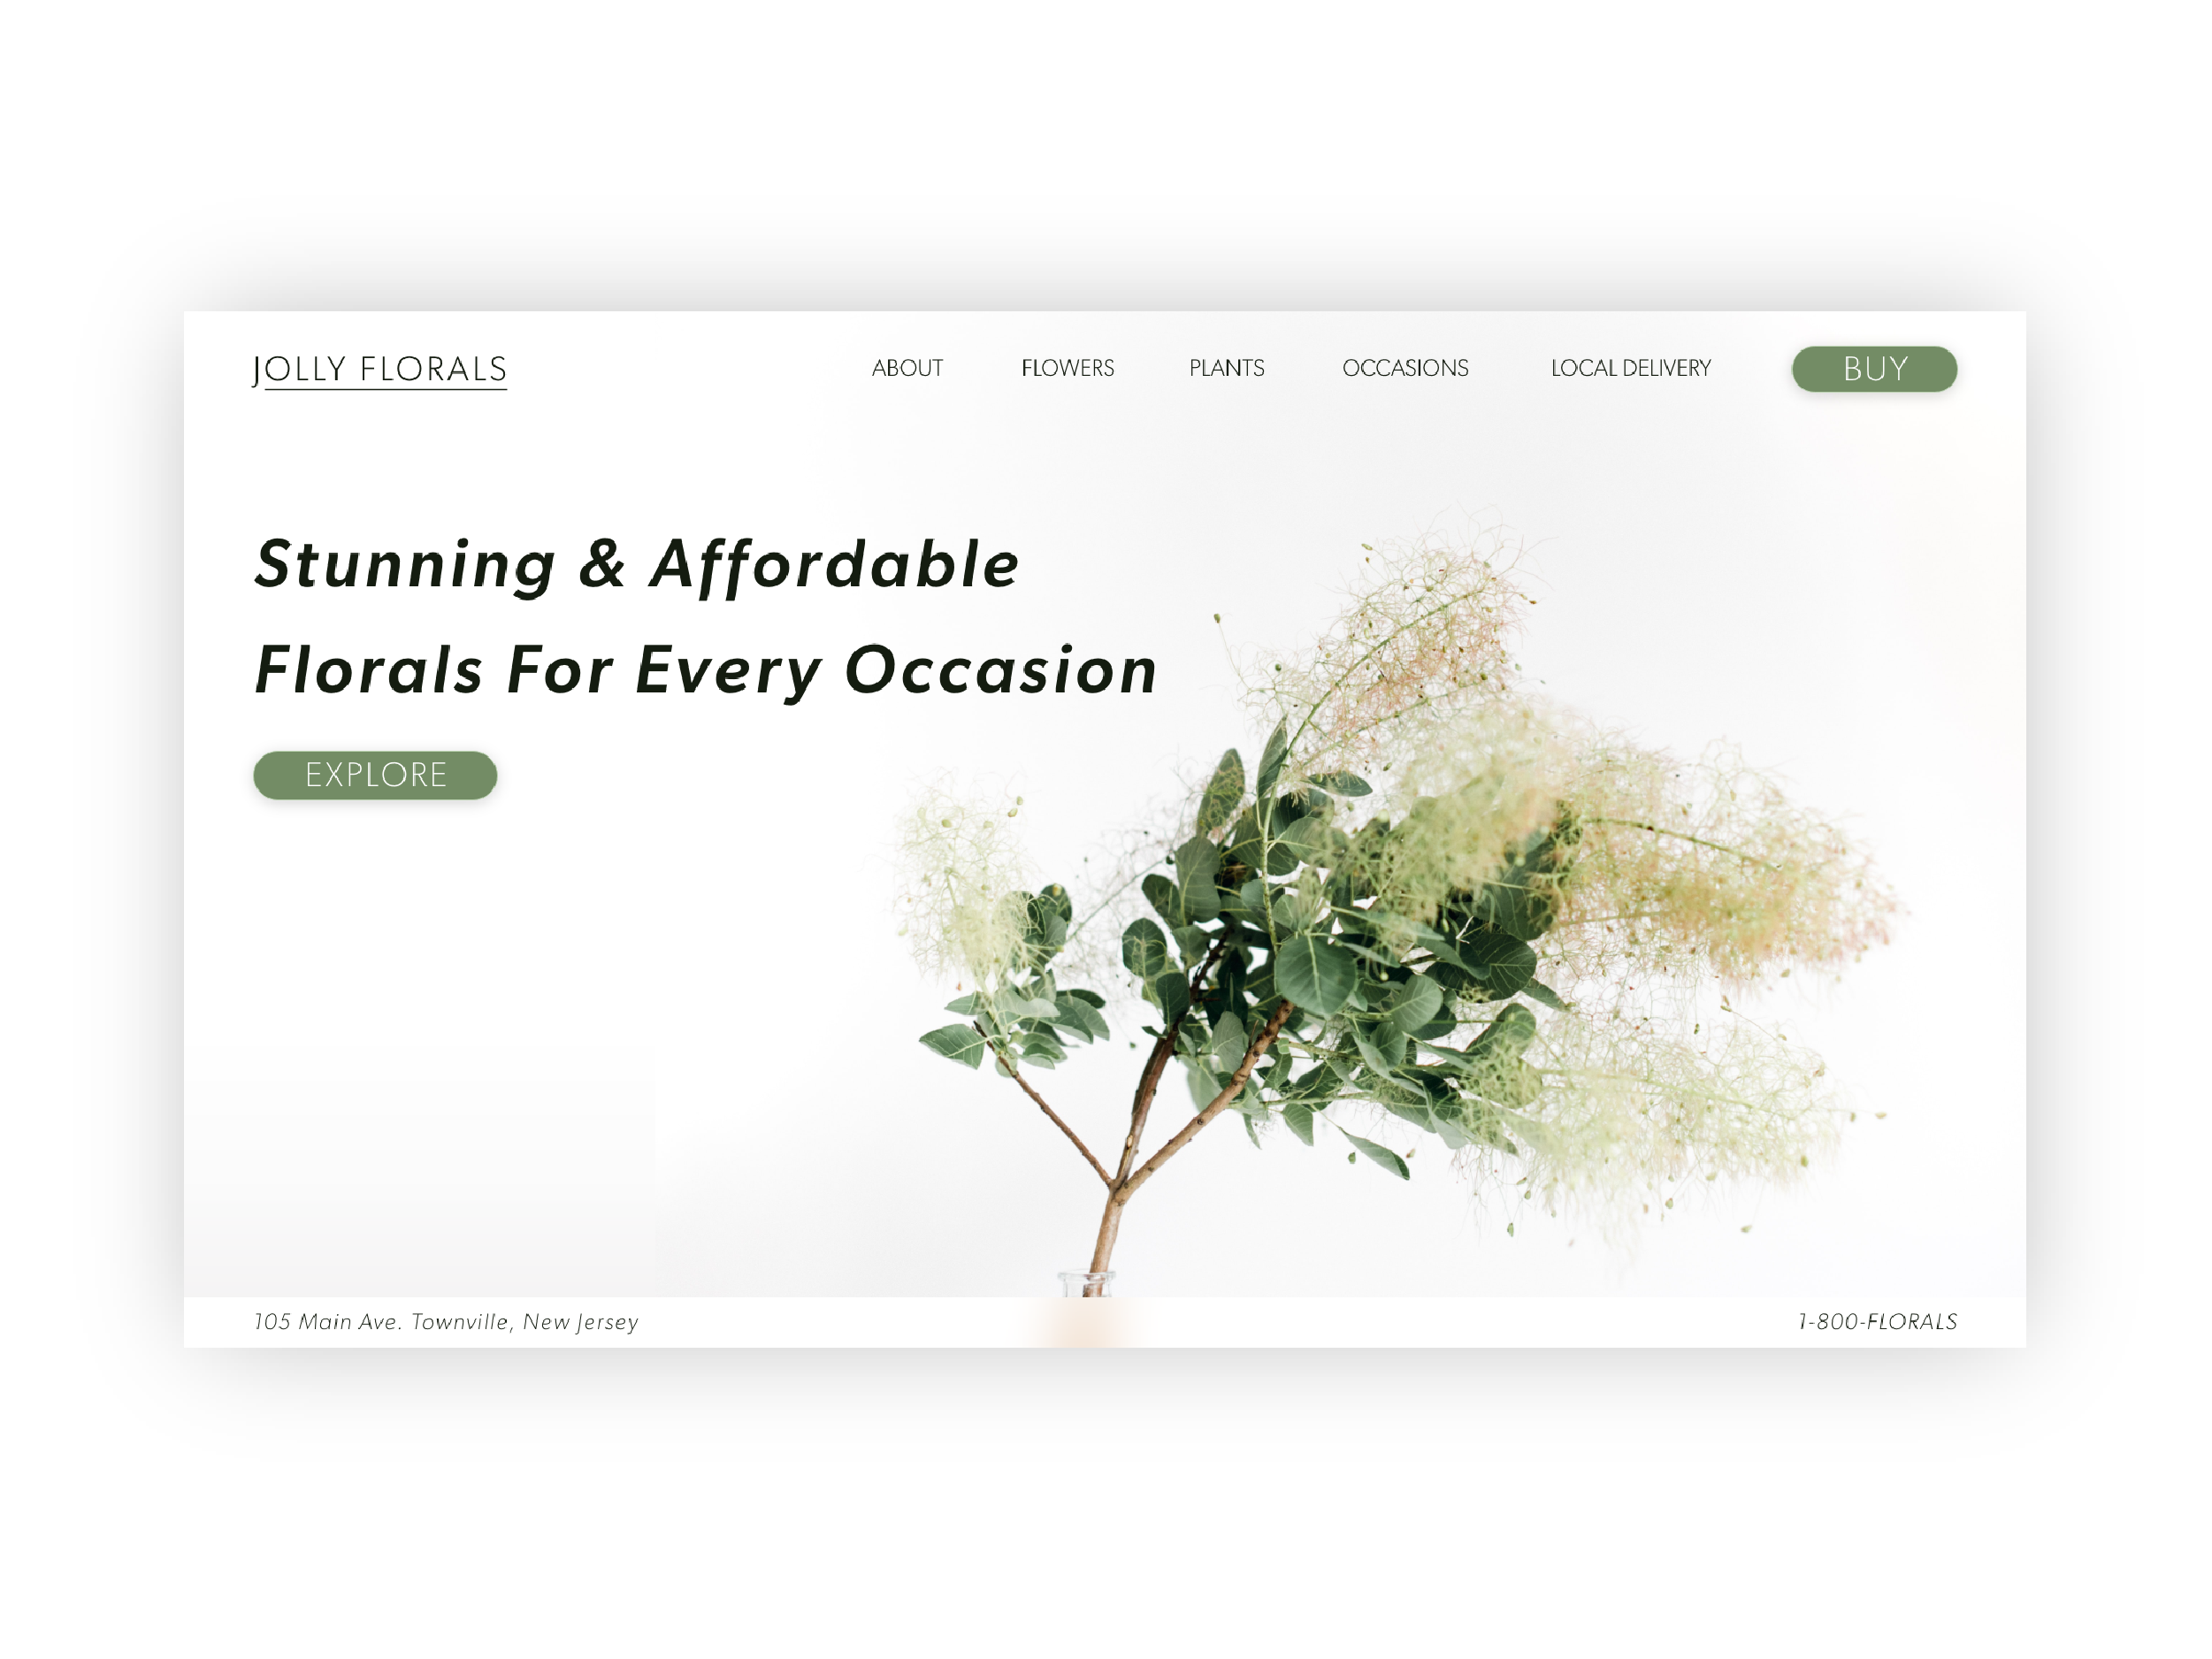 JOLLY FLORALS
ABOUT FLOWERS PLANTS OCCASIONS LOCAL DELIVERY BUY
Stunning & Affordable
Florals For Every Occasion
EXPLORE
105 Main Ave. Townville, New Jersey
1-800-FLORALS